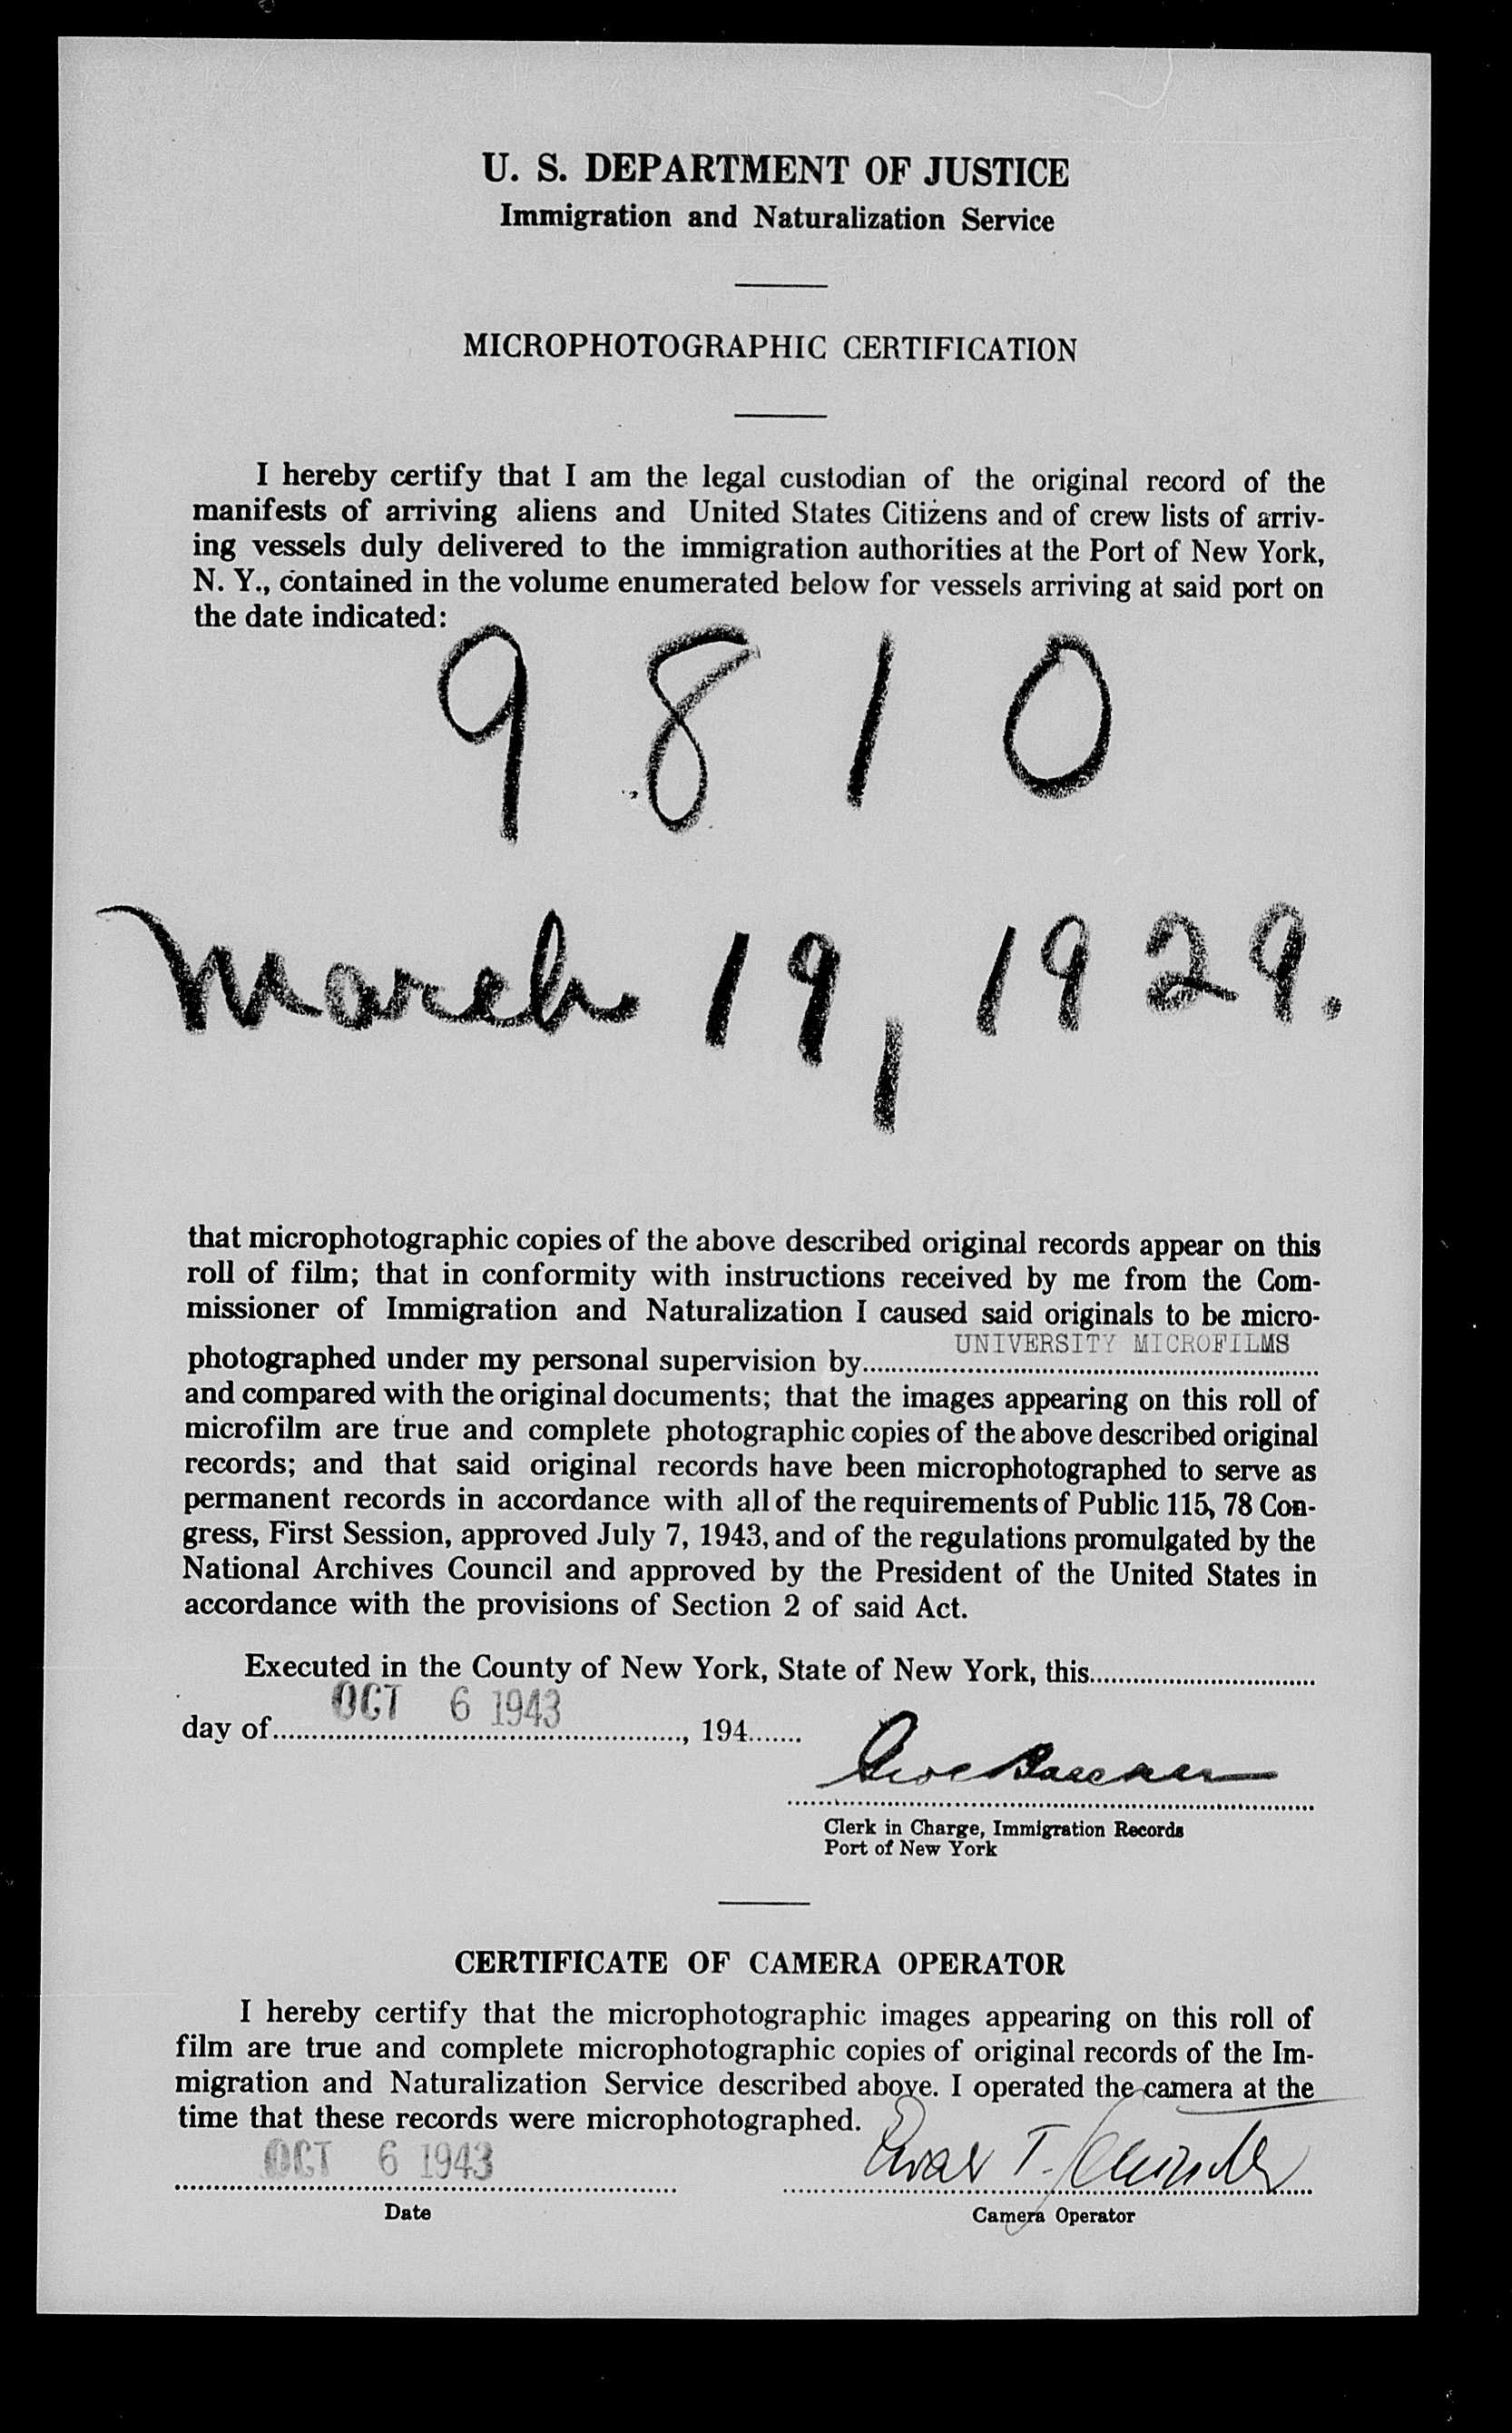 U. S. DEPARTMENT OF JUSTICE
Immigration and Naturalization Service
MICROPHOTOGRAPHIC CERTIFICATION
I hereby certify that I am the legal custodian of the original record of the
manifests of arriving aliens and United States Citizens and of crew lists of arriv-
ing vessels duly delivered to the immigration authorities at the Port of New York,
N. Y., contained in the volume enumerated below for vessels arriving at said port on
the date indicated:
9810
March 19, 1929.
that microphotographic copies of the above described original records appear on this
roll of film; that in conformity with instructions received by me from the Com-
missioner of Immigration and Naturalization I caused said originals to be micro-
UNIVERSITY MICROFILMS
photographed under my personal supervision by
and compared with the original documents; that the images appearing on this roll of
microfilm are true and complete photographic copies of the above described original
records; and that said original records have been microphotographed to serve as
permanent records in accordance with all of the requirements of Public 115, 78 Con-
gress, First Session, approved July 7, 1943, and of the regulations promulgated by the
National Archives Council and approved by the President of the United States in
accordance with the provisions of Section 2 of said Act.
Executed in the County of New York, State of New York, this
OCT 6 1943
day of , 194
Clerk in Charge, Immigration Records
Port of New York
CERTIFICATE OF CAMERA OPERATOR
I hereby certify that the microphotographic images appearing on this roll of
film are true and complete microphotographic copies of original records of the Im-
migration and Naturalization Service described above. I operated the camera at the
time that these records were microphotographed.
OCT 6 1943
Date
Camera Operator